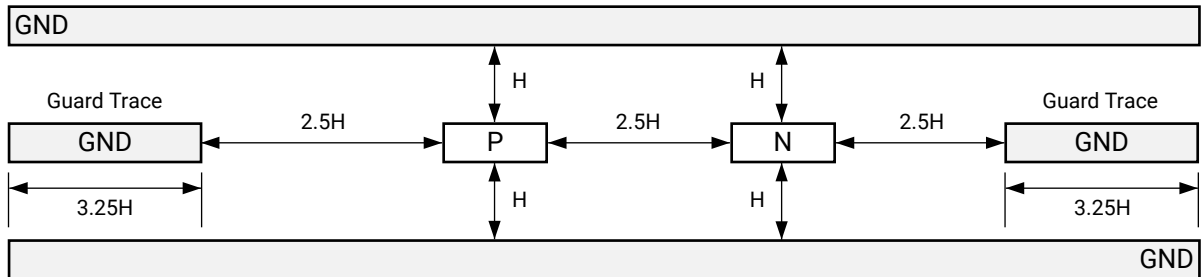 GND
H
H
Guard Trace
Guard Trace
2.5H
2.5H
2.5H
GND
P
N
GND
H
H
3.25H
3.25H
GND